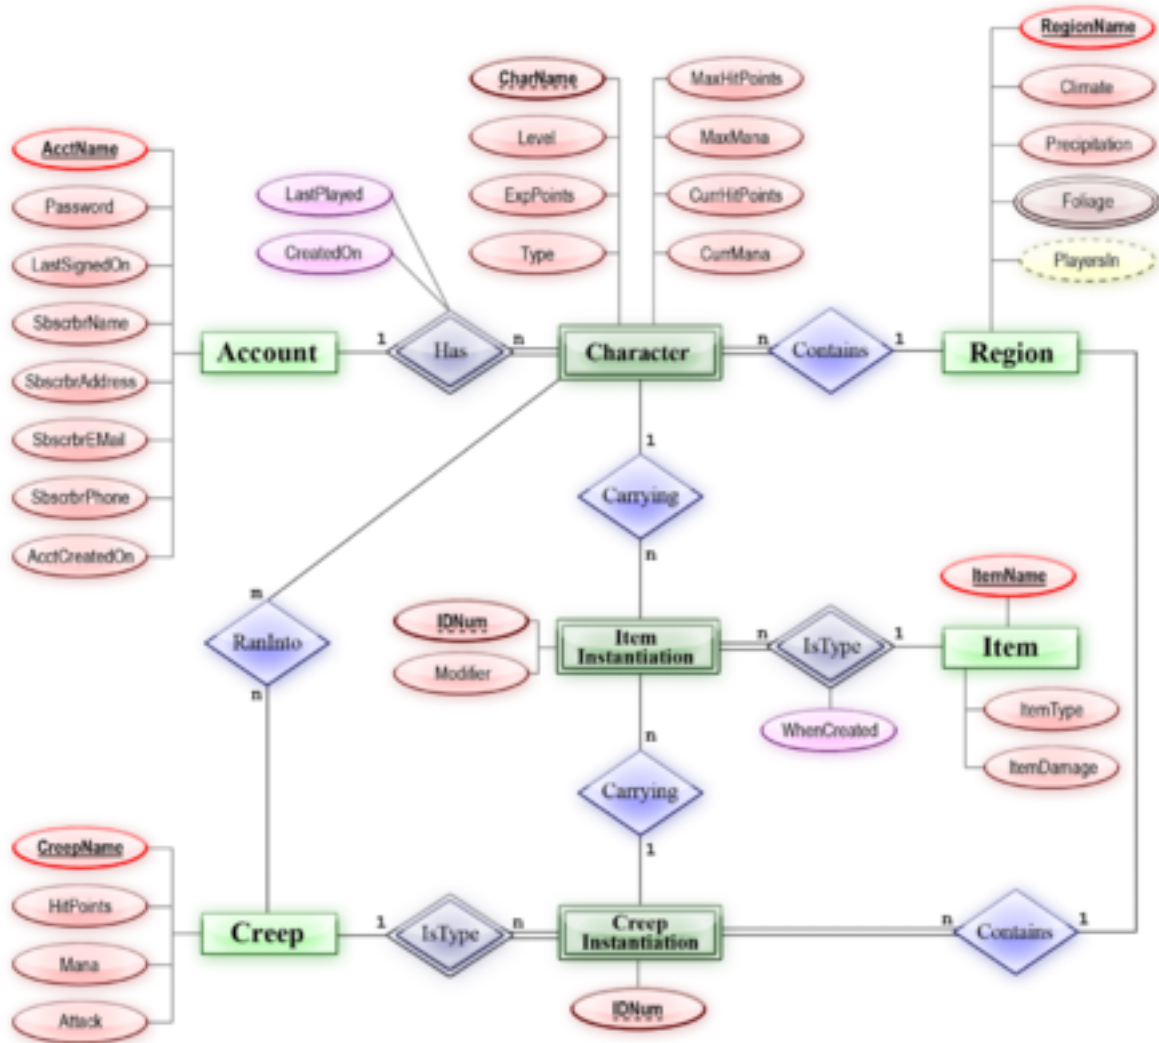 RegionName
CharName
MaxHitPoints
Climate
AcctName
Level
MaxMana
Precipitation
Password
LastPlayed
ExpPoints
CurrHitPoints
Foliage
LastSignedOn
CreatedOn
Type
CurrMana
PlayersIn
SbscrbrName
Account
1
Has
n
Character
n
Contains
1
Region
SbscrbrAddress
SbscrbrEMail
1
SbscrbrPhone
Carrying
AcctCreatedOn
n
ItemName
m
RanInto
IDNum
Item
Instantiation
n
IsType
1
Item
n
Modifier
ItemType
WhenCreated
n
ItemDamage
Carrying
CreepName
1
HitPoints
Creep
1
IsType
n
Creep
Instantiation
n
Contains
1
Mana
Attack
IDNum